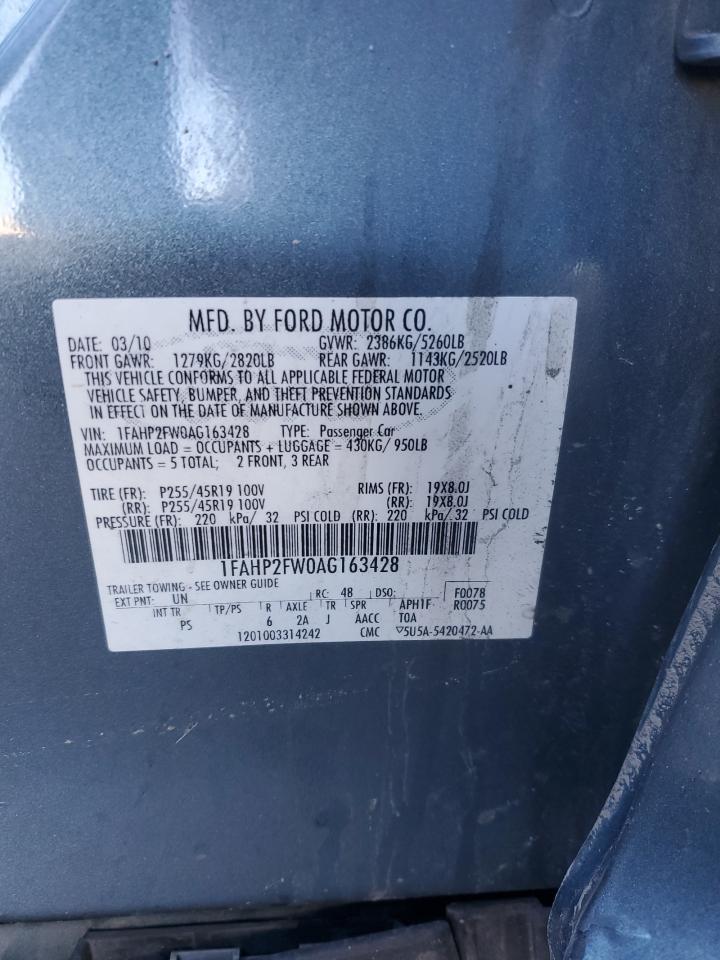 MFD. BY FORD MOTOR CO.
DATE: 03/10 GVWR: 2386KG/5260LB
FRONT GAWR: 1279KG/2820LB REAR GAWR: 1143KG/2520LB
THIS VEHICLE CONFORMS TO ALL APPLICABLE FEDERAL MOTOR
VEHICLE SAFETY, BUMPER, AND THEFT PREVENTION STANDARDS
IN EFFECT ON THE DATE OF MANUFACTURE SHOWN ABOVE.
VIN: 1FAHP2FW0AG163428 TYPE: Passenger Car
MAXIMUM LOAD = OCCUPANTS + LUGGAGE = 430KG/ 950LB
OCCUPANTS = 5 TOTAL; 2 FRONT, 3 REAR
TIRE (FR): P255/45R19 100V RIMS (FR): 19X8.0J
(RR): P255/45R19 100V (RR): 19X8.0J
PRESSURE (FR): 220 kPa/ 32 PSI COLD (RR): 220 kPa/ 32 PSI COLD
1FAHP2FW0AG163428
TRAILER TOWING - SEE OWNER GUIDE
EXT PNT: UN RC: 48 DSO: F0078
R0075
INT TR TP/PS R AXLE TR SPR APH1F
PS 6 2A J AACC TOA
1201003314242 CMC ▽5U5A-5420472-AA